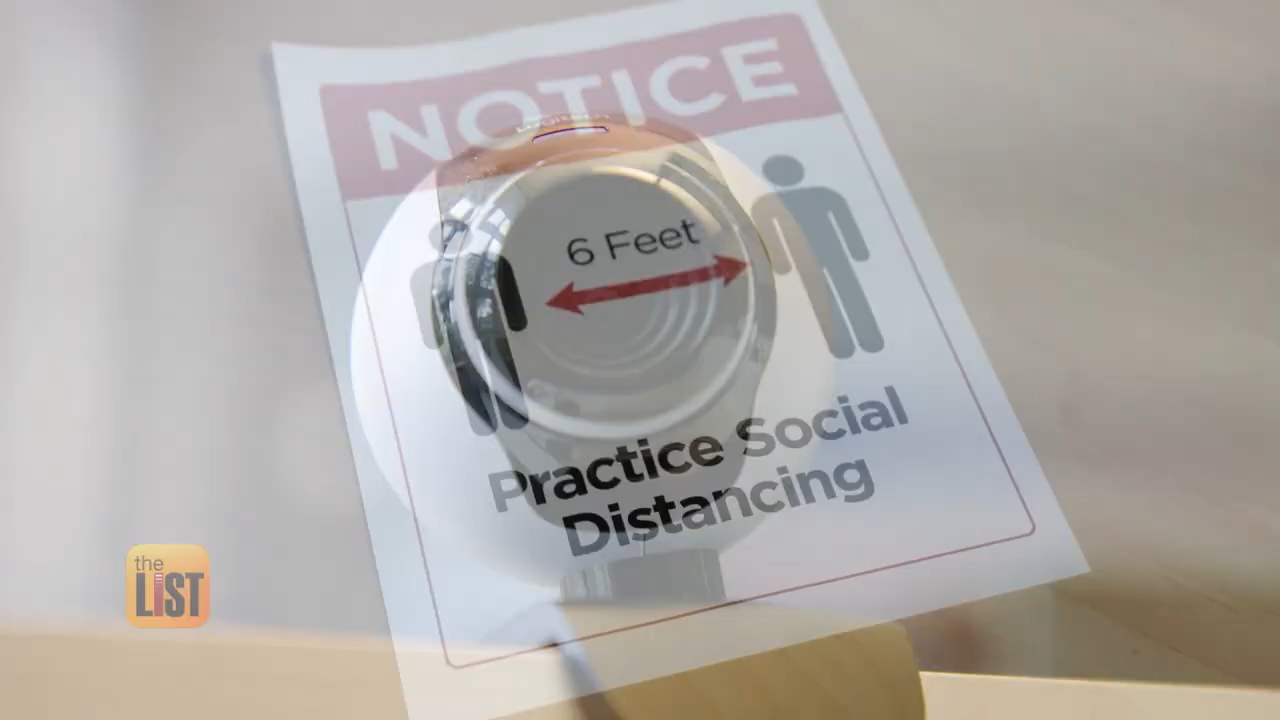 NOTICE
6 Feet
Practice Social
Distancing
the
LiST